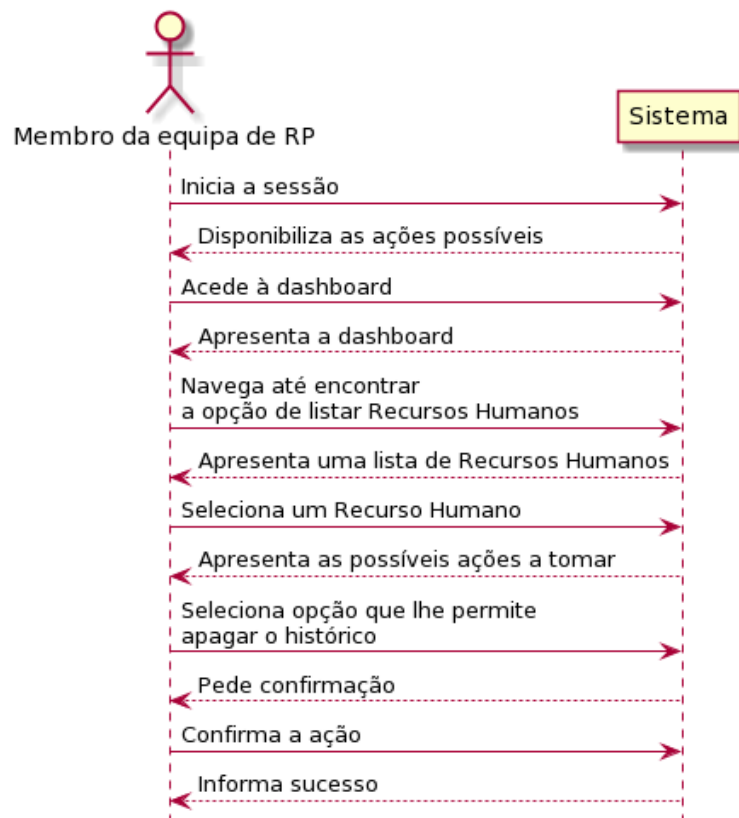 Membro da equipa de RP
Sistema
Inicia a sessão
Disponibiliza as ações possíveis
Acede à dashboard
Apresenta a dashboard
Navega até encontrar
a opção de listar Recursos Humanos
Apresenta uma lista de Recursos Humanos
Seleciona um Recurso Humano
Apresenta as possíveis ações a tomar
Seleciona opção que lhe permite
apagar o histórico
Pede confirmação
Confirma a ação
Informa sucesso